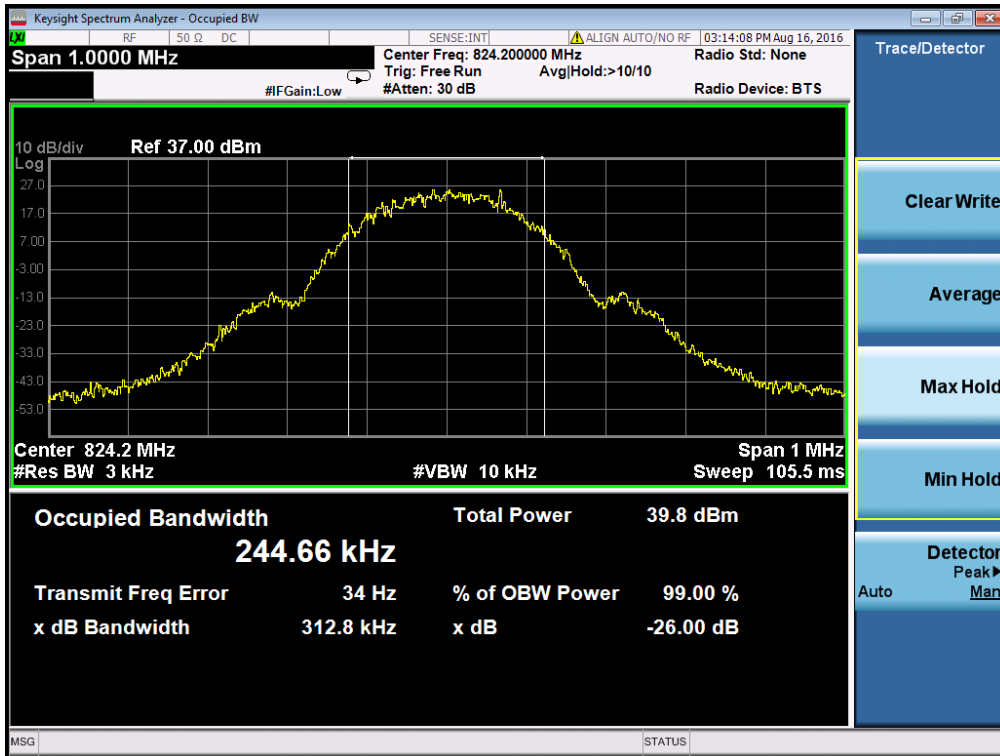 Keysight Spectrum Analyzer - Occupied BW
LXI RF 50 Ω DC SENSE:INT ALIGN AUTO/NO RF 03:14:08 PM Aug 16, 2016
Span 1.0000 MHz
Center Freq: 824.200000 MHz Radio Std: None
Trig: Free Run Avg|Hold:>10/10
#IFGain:Low #Atten: 30 dB Radio Device: BTS
10 dB/div Ref 37.00 dBm
Log
27.0
17.0
7.00
-3.00
-13.0
-23.0
-33.0
-43.0
-53.0
Center 824.2 MHz Span 1 MHz
#Res BW 3 kHz #VBW 10 kHz Sweep 105.5 ms
Occupied Bandwidth Total Power 39.8 dBm
244.66 kHz
Transmit Freq Error 34 Hz % of OBW Power 99.00 %
x dB Bandwidth 312.8 kHz x dB -26.00 dB
MSG STATUS
Trace/Detector
Clear Write
Average
Max Hold
Min Hold
Detector
Peak
Auto Man